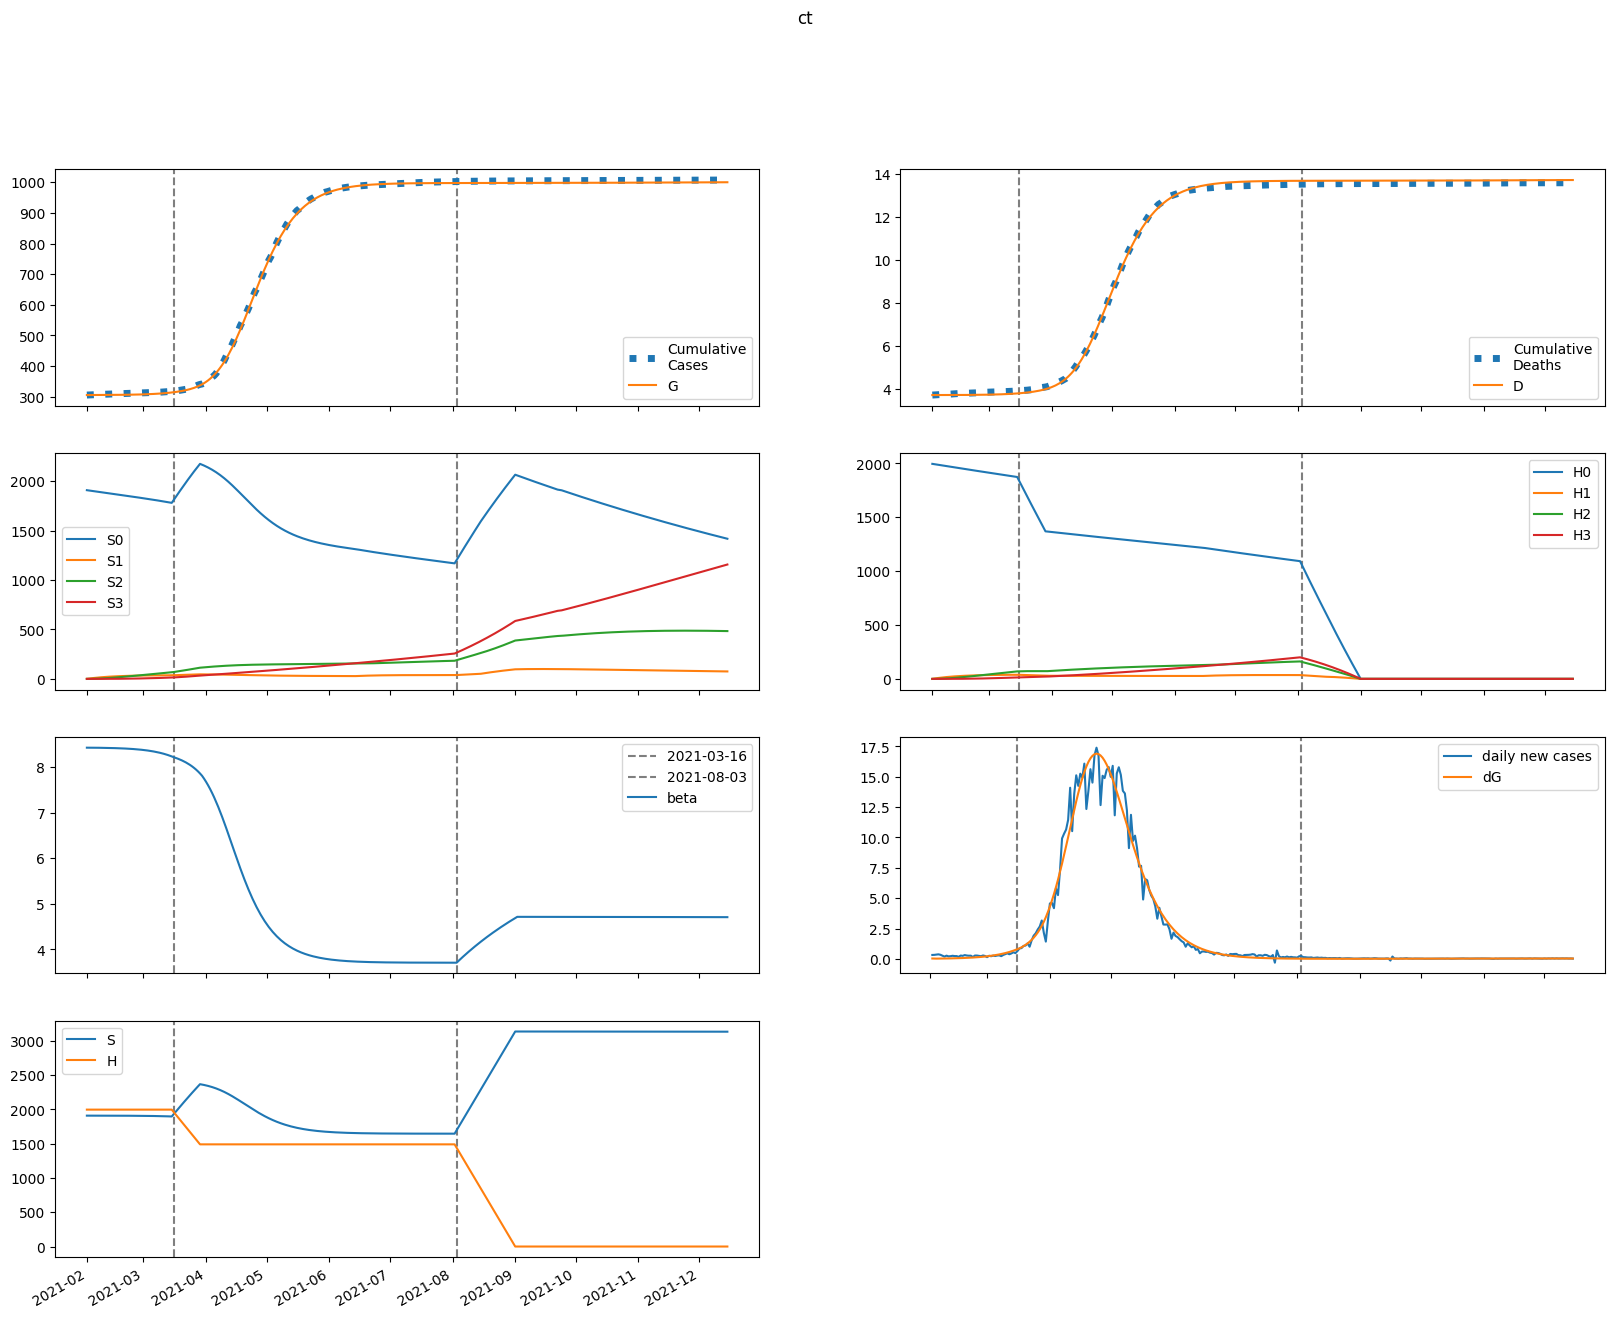 ct
1000
900
800
700
600
500
400
300
Cumulative
Cases
G
14
12
10
8
6
4
Cumulative
Deaths
D
2000
1500
1000
500
0
S0
S1
S2
S3
2000
1500
1000
500
0
H0
H1
H2
H3
8
7
6
5
4
2021-03-16
2021-08-03
beta
17.5
15.0
12.5
10.0
7.5
5.0
2.5
0.0
daily new cases
dG
3000
2500
2000
1500
1000
500
0
S
H
2021-02
2021-03
2021-04
2021-05
2021-06
2021-07
2021-08
2021-09
2021-10
2021-11
2021-12